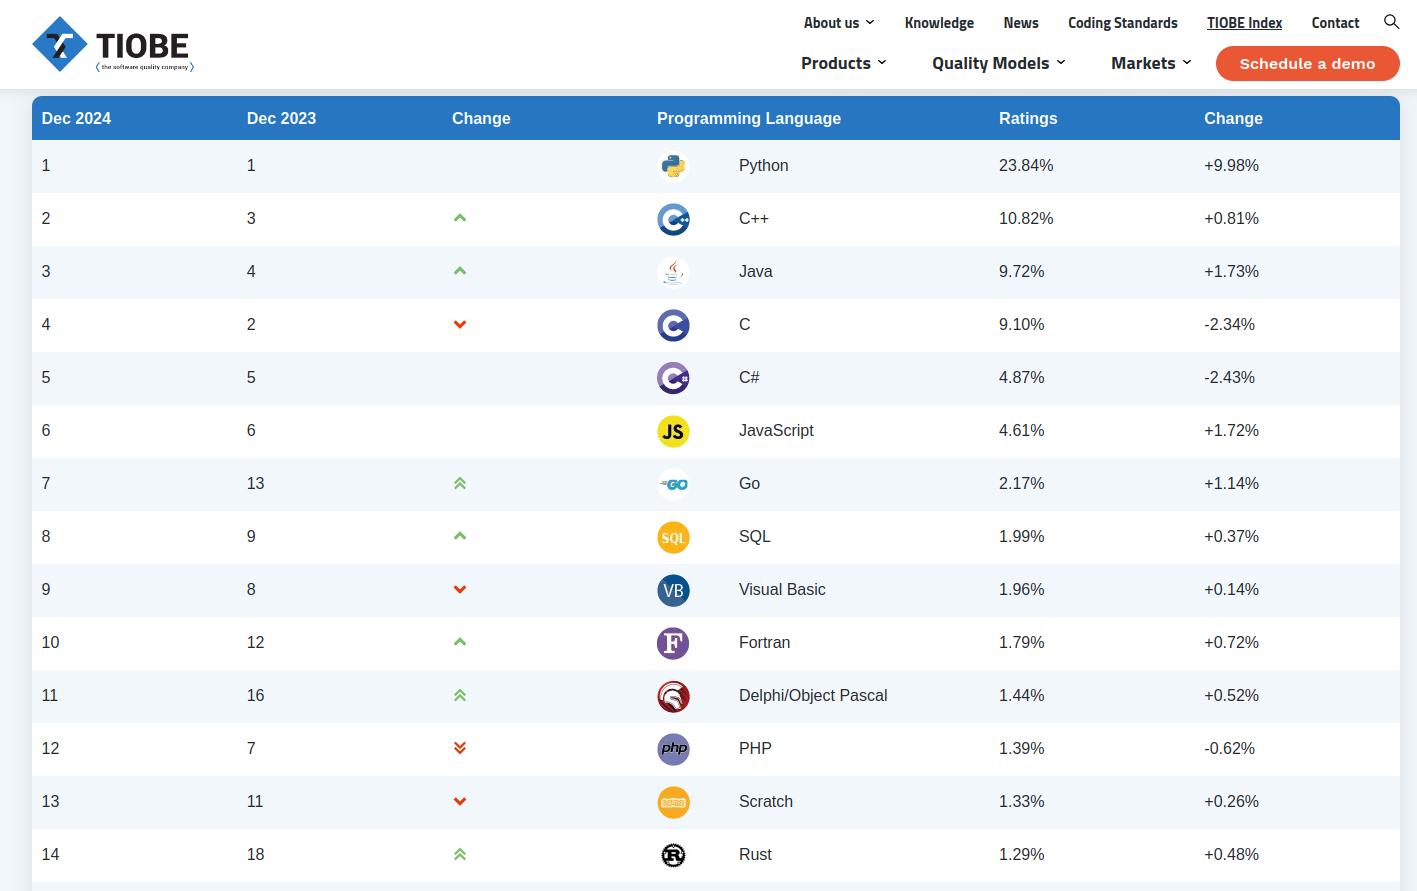 TIOBE
⟨ the software quality company ⟩
About us Knowledge News Coding Standards TIOBE Index Contact
Products Quality Models Markets Schedule a demo
Dec 2024 Dec 2023 Change Programming Language Ratings Change
1 1 Python 23.84% +9.98%
2 3 C++ 10.82% +0.81%
3 4 Java 9.72% +1.73%
4 2 C 9.10% -2.34%
5 5 C# 4.87% -2.43%
6 6 JS JavaScript 4.61% +1.72%
7 13 GO Go 2.17% +1.14%
8 9 SQL SQL 1.99% +0.37%
9 8 VB Visual Basic 1.96% +0.14%
10 12 F Fortran 1.79% +0.72%
11 16 Delphi/Object Pascal 1.44% +0.52%
12 7 php PHP 1.39% -0.62%
13 11 Scratch 1.33% +0.26%
14 18 R Rust 1.29% +0.48%